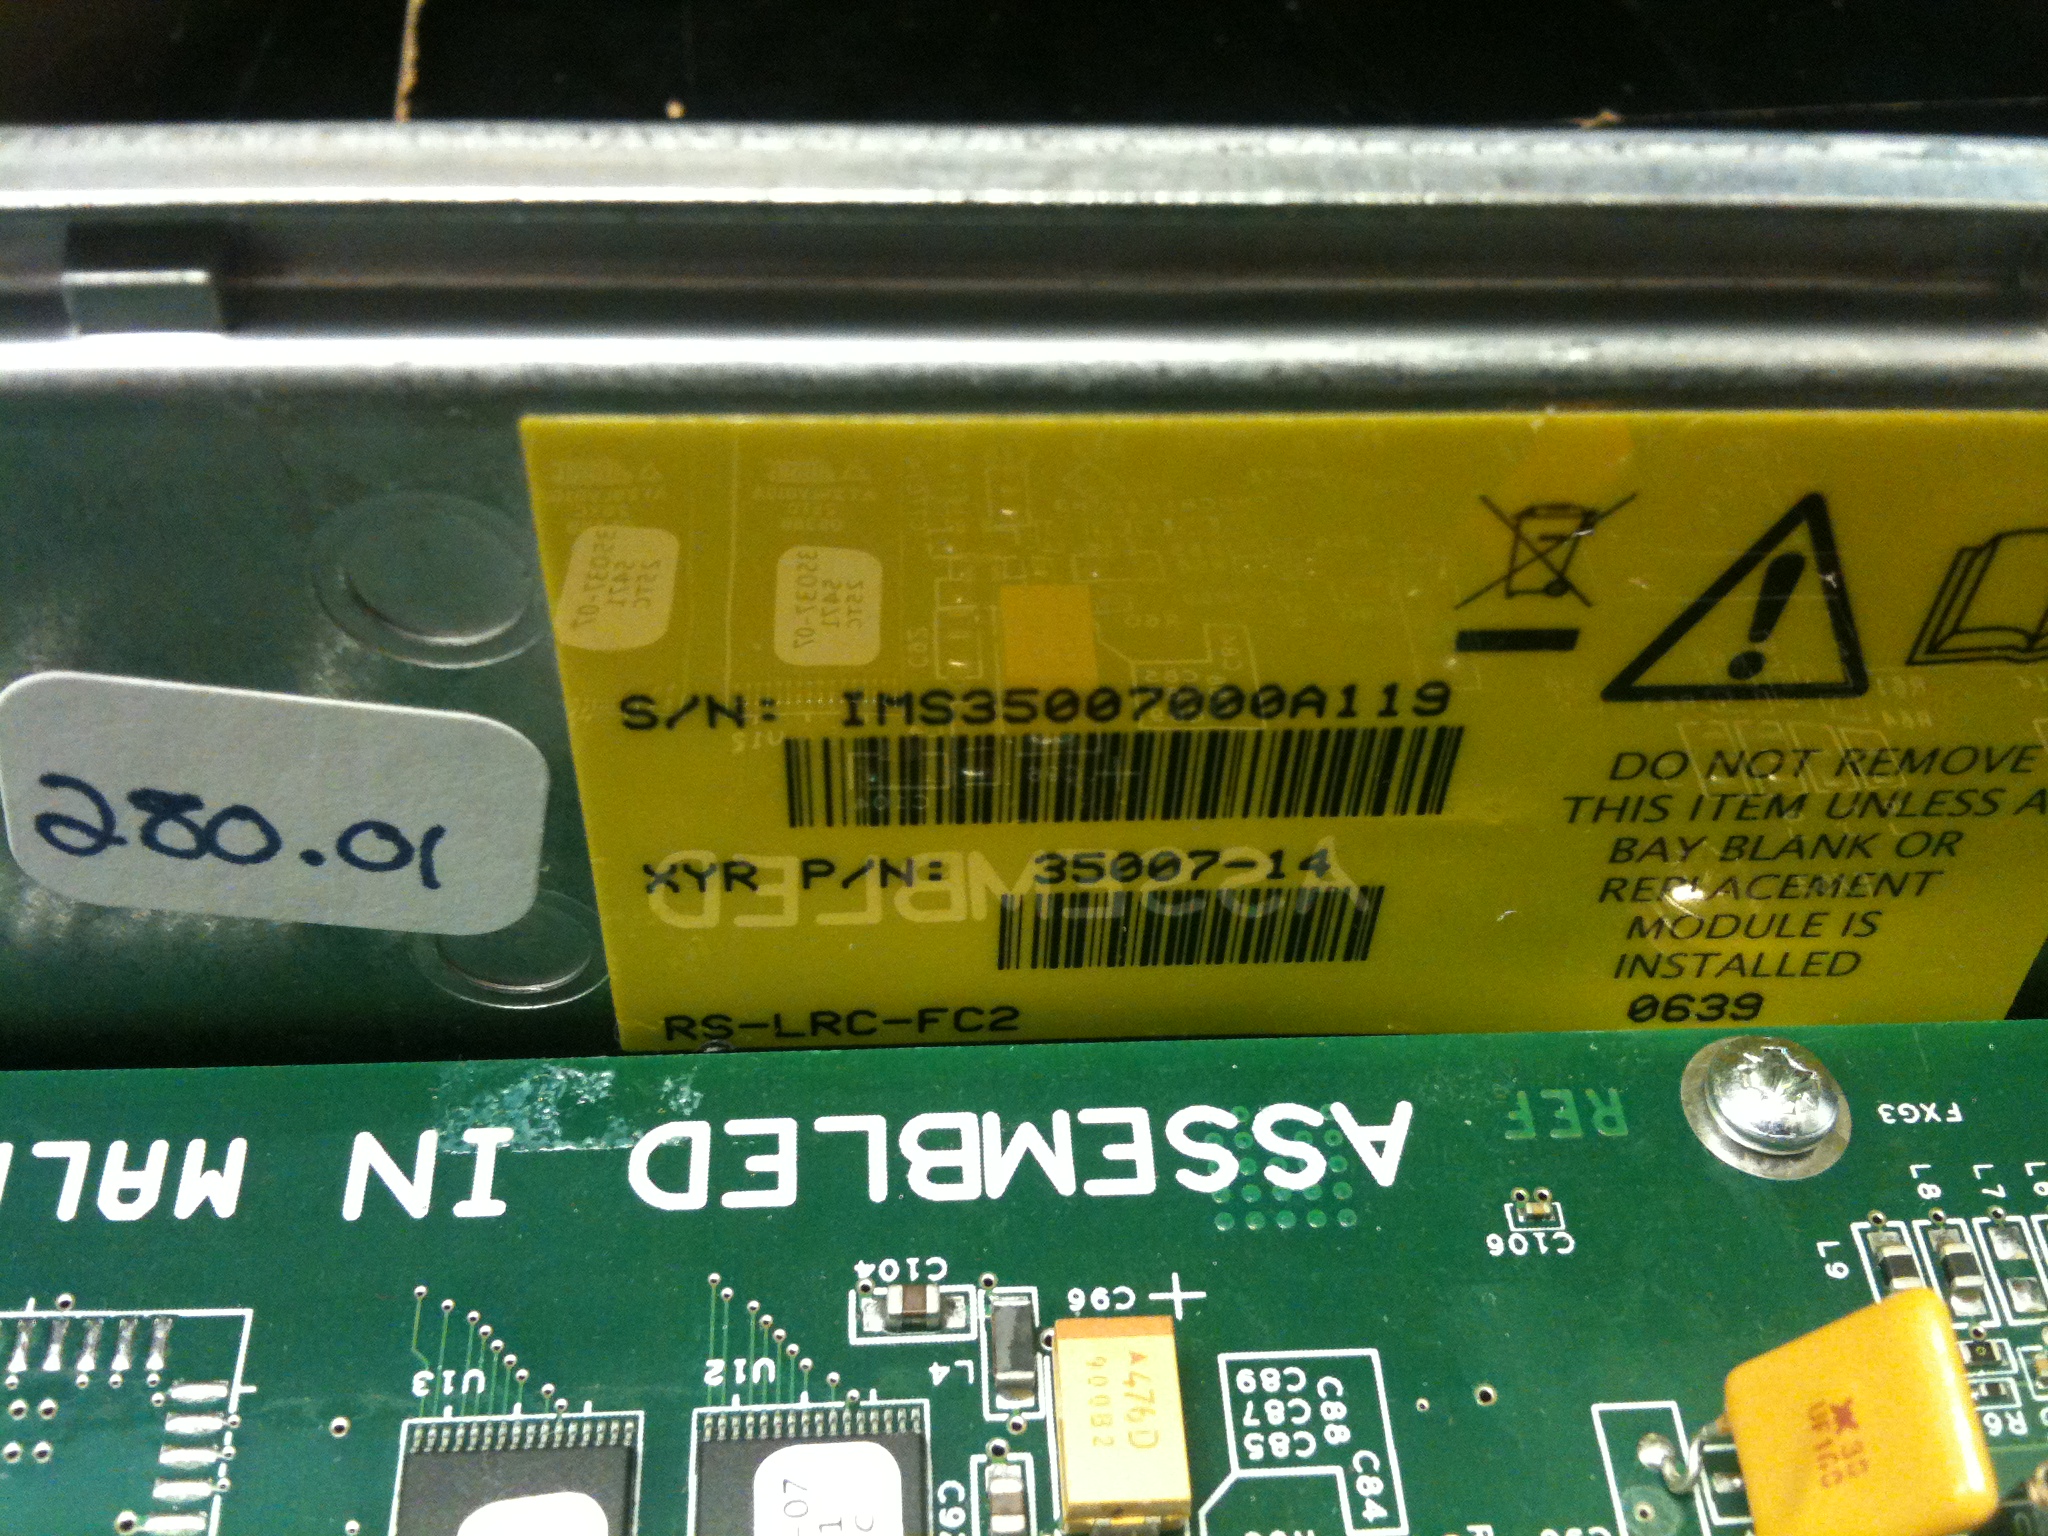 280.01
S/N: IMS35007000A119
XYR P/N: 35007-14
RS-LRC-FC2
DO NOT REMOVE
THIS ITEM UNLESS A
BAY BLANK OR
REPLACEMENT
MODULE IS
INSTALLED
0639
ASSEMBLED IN
REF
FXG3
L8
L7
L9
C106
C104
C96
L4
U13
U12
476D
C89
C87
C85
C88
C84
-07